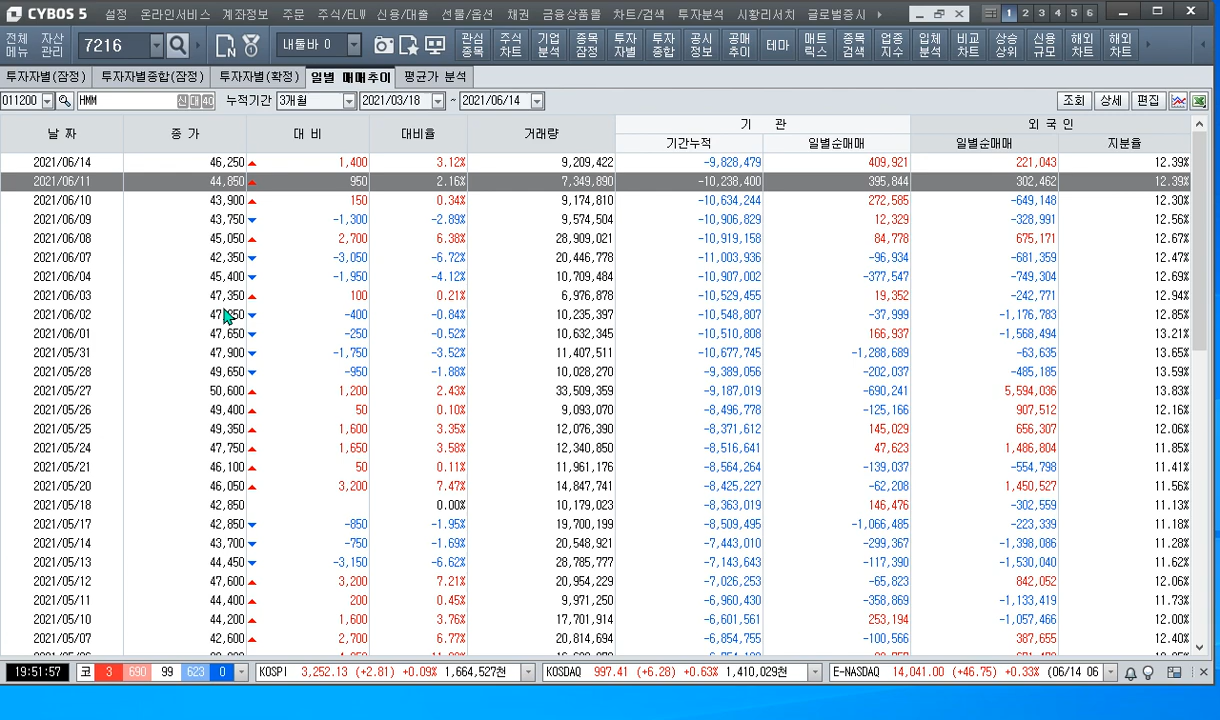 CYBOS 5 설정 온라인서비스 계좌정보 주문 주식/ELW 신용/대출 선물/옵션 채권 금융상품몰 차트/검색 투자분석 시황리서치 글로벌증시 1 2 3 4 5 6
전체 메뉴 자산 관리 7216 내툴바 0 관심 종목 주식 차트 기업 분석 종목 잠정 투자 자별 투자 종합 공시 정보 공매 추이 테마 매트 릭스 종목 검색 업종 지수 업체 분석 비교 차트 상승 상위 신용 규모 해외 차트 해외 차트
투자자별(잠정) 투자자별종합(잠정) 투자자별(확정) 일별 매매추이 평균가 분석
011200 HMM 신 대 40 누적기간 3개월 2021/03/18 ~ 2021/06/14 조회 상세 편집
날 짜 종 가 대 비 대비율 거래량 기 관 외 국 인
기간누적 일별순매매 일별순매매 지분율
2021/06/14 46,250 ▲ 1,400 3.12% 9,209,422 -9,828,479 409,921 221,043 12.39%
2021/06/11 44,850 ▲ 950 2.16% 7,349,890 -10,238,400 395,844 302,462 12.39%
2021/06/10 43,900 ▲ 150 0.34% 9,174,810 -10,634,244 272,585 -649,148 12.30%
2021/06/09 43,750 ▼ -1,300 -2.89% 9,574,504 -10,906,829 12,329 -328,991 12.56%
2021/06/08 45,050 ▲ 2,700 6.38% 28,909,021 -10,919,158 84,778 675,171 12.67%
2021/06/07 42,350 ▼ -3,050 -6.72% 20,446,778 -11,003,936 -96,934 -681,359 12.47%
2021/06/04 45,400 ▼ -1,950 -4.12% 10,709,484 -10,907,002 -377,547 -749,304 12.69%
2021/06/03 47,350 ▲ 100 0.21% 6,976,878 -10,529,455 19,352 -242,771 12.94%
2021/06/02 ▼ -400 -0.84% 10,235,397 -10,548,807 -37,999 -1,176,783 12.85%
2021/06/01 47,650 ▼ -250 -0.52% 10,632,345 -10,510,808 166,937 -1,568,494 13.21%
2021/05/31 47,900 ▼ -1,750 -3.52% 11,407,511 -10,677,745 -1,288,689 -63,635 13.65%
2021/05/28 49,650 ▼ -950 -1.88% 10,028,270 -9,389,056 -202,037 -485,185 13.59%
2021/05/27 50,600 ▲ 1,200 2.43% 33,509,359 -9,187,019 -690,241 5,594,036 13.83%
2021/05/26 49,400 ▲ 50 0.10% 9,093,070 -8,496,778 -125,166 907,512 12.16%
2021/05/25 49,350 ▲ 1,600 3.35% 12,076,390 -8,371,612 145,029 656,307 12.06%
2021/05/24 47,750 ▲ 1,650 3.58% 12,340,850 -8,516,641 47,623 1,486,804 11.85%
2021/05/21 46,100 ▲ 50 0.11% 11,961,176 -8,564,264 -139,037 -554,798 11.41%
2021/05/20 46,050 ▲ 3,200 7.47% 14,847,741 -8,425,227 -62,208 1,450,527 11.56%
2021/05/18 42,850 0.00% 10,179,023 -8,363,019 146,476 -302,559 11.13%
2021/05/17 42,850 ▼ -850 -1.95% 19,700,199 -8,509,495 -1,066,485 -223,339 11.18%
2021/05/14 43,700 ▼ -750 -1.69% 20,548,921 -7,443,010 -299,367 -1,398,086 11.28%
2021/05/13 44,450 ▼ -3,150 -6.62% 28,785,777 -7,143,643 -117,390 -1,530,040 11.62%
2021/05/12 47,600 ▲ 3,200 7.21% 20,954,229 -7,026,253 -65,823 842,052 12.06%
2021/05/11 44,400 ▲ 200 0.45% 9,971,250 -6,960,430 -358,869 -1,133,419 11.73%
2021/05/10 44,200 ▲ 1,600 3.76% 17,701,914 -6,601,561 253,194 -1,057,466 12.00%
2021/05/07 42,600 ▲ 2,700 6.77% 20,814,694 -6,854,755 -100,566 387,655 12.40%
19:51:57 코 3 690 99 623 0 KOSPI 3,252.13 (+2.81) +0.09% 1,664,527천 KOSDAQ 997.41 (+6.28) +0.63% 1,410,029천 E-NASDAQ 14,041.00 (+46.75) +0.33% (06/14 06